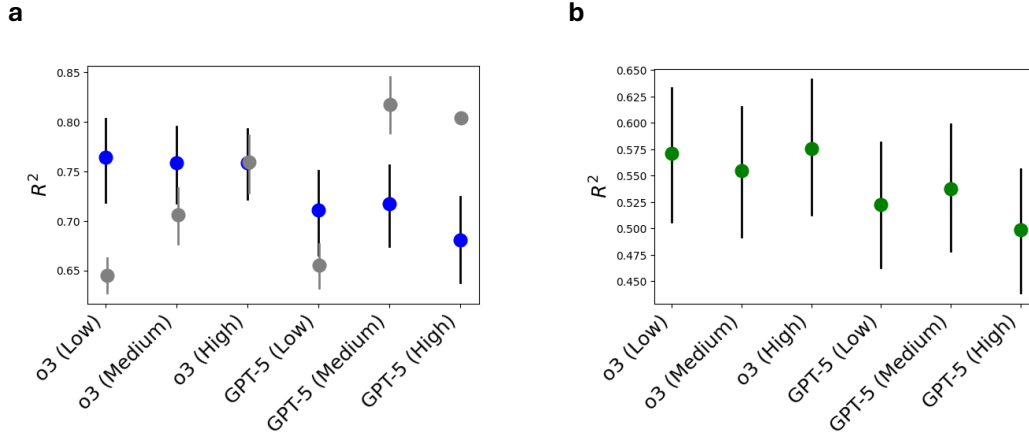 a
b
0.85
0.80
0.75
0.70
0.65
R²
o3 (Low)
o3 (Medium)
o3 (High)
GPT-5 (Low)
GPT-5 (Medium)
GPT-5 (High)
0.650
0.625
0.600
0.575
0.550
0.525
0.500
0.475
0.450
R²
o3 (Low)
o3 (Medium)
o3 (High)
GPT-5 (Low)
GPT-5 (Medium)
GPT-5 (High)